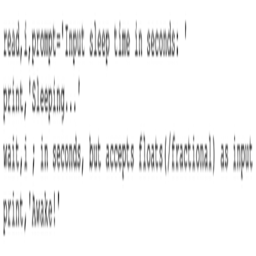 read,i,prompt='Input sleep time in seconds: '
print,'Sleeping...'
wait,i ; in seconds, but accepts floats(/fractional) as input
print,'Awake!'